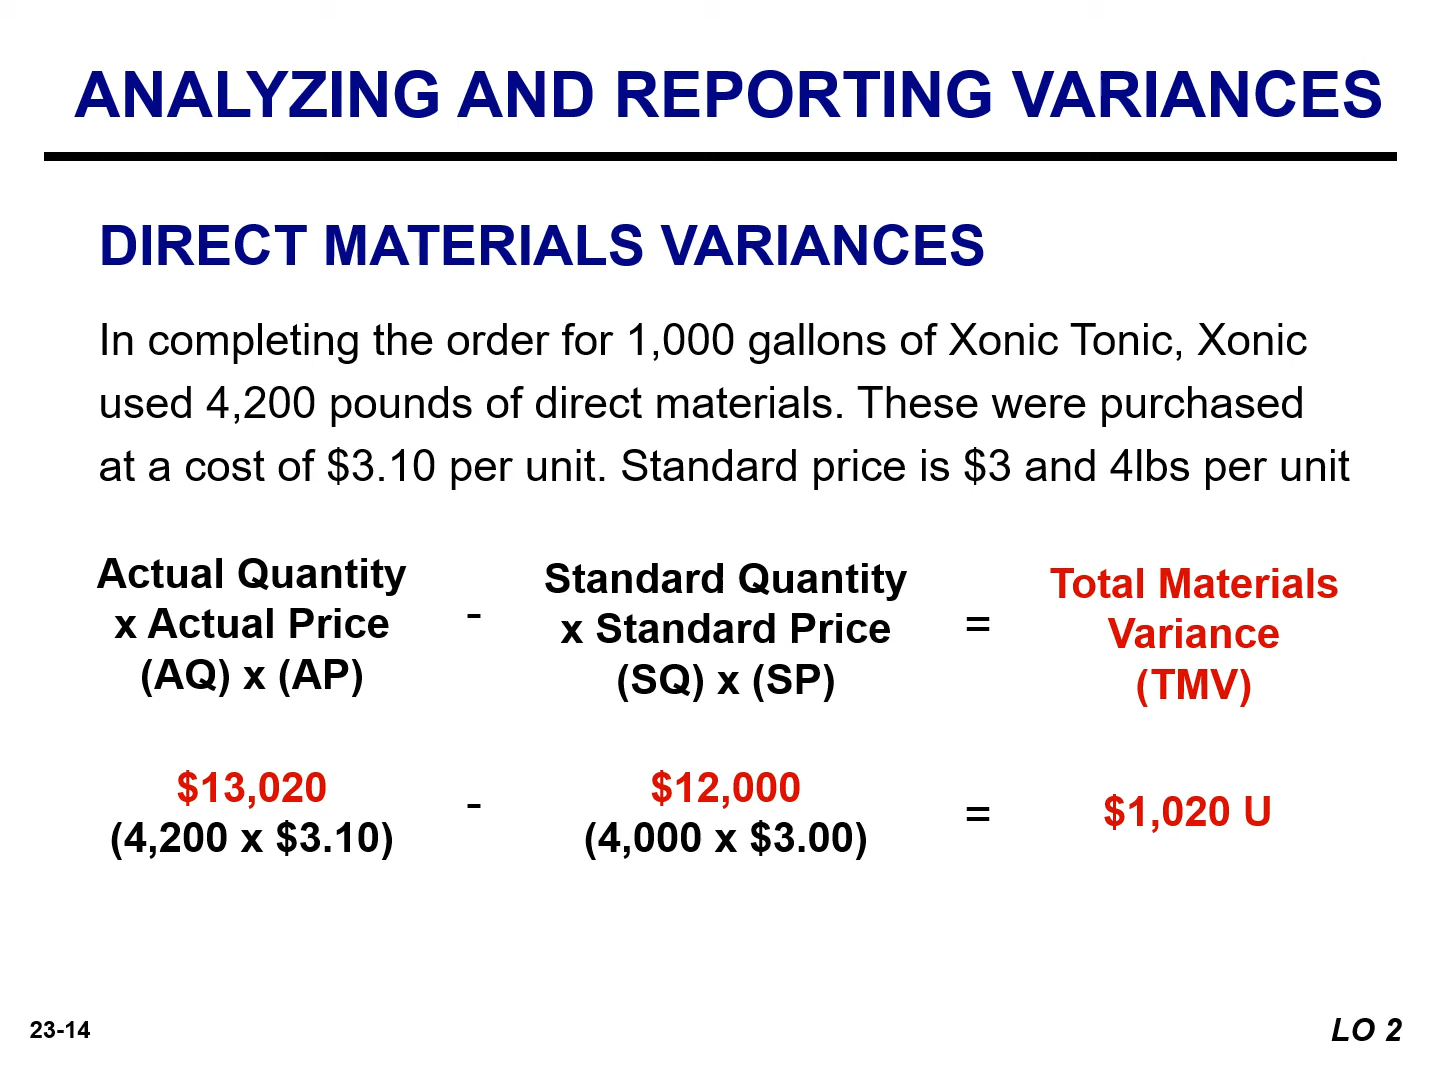 ANALYZING AND REPORTING VARIANCES
DIRECT MATERIALS VARIANCES
In completing the order for 1,000 gallons of Xonic Tonic, Xonic
used 4,200 pounds of direct materials. These were purchased
at a cost of $3.10 per unit. Standard price is $3 and 4lbs per unit
Actual Quantity
x Actual Price
(AQ) x (AP)
-
Standard Quantity
x Standard Price
(SQ) x (SP)
=
Total Materials
Variance
(TMV)
$13,020
(4,200 x $3.10)
-
$12,000
(4,000 x $3.00)
=
$1,020 U
23-14
LO 2